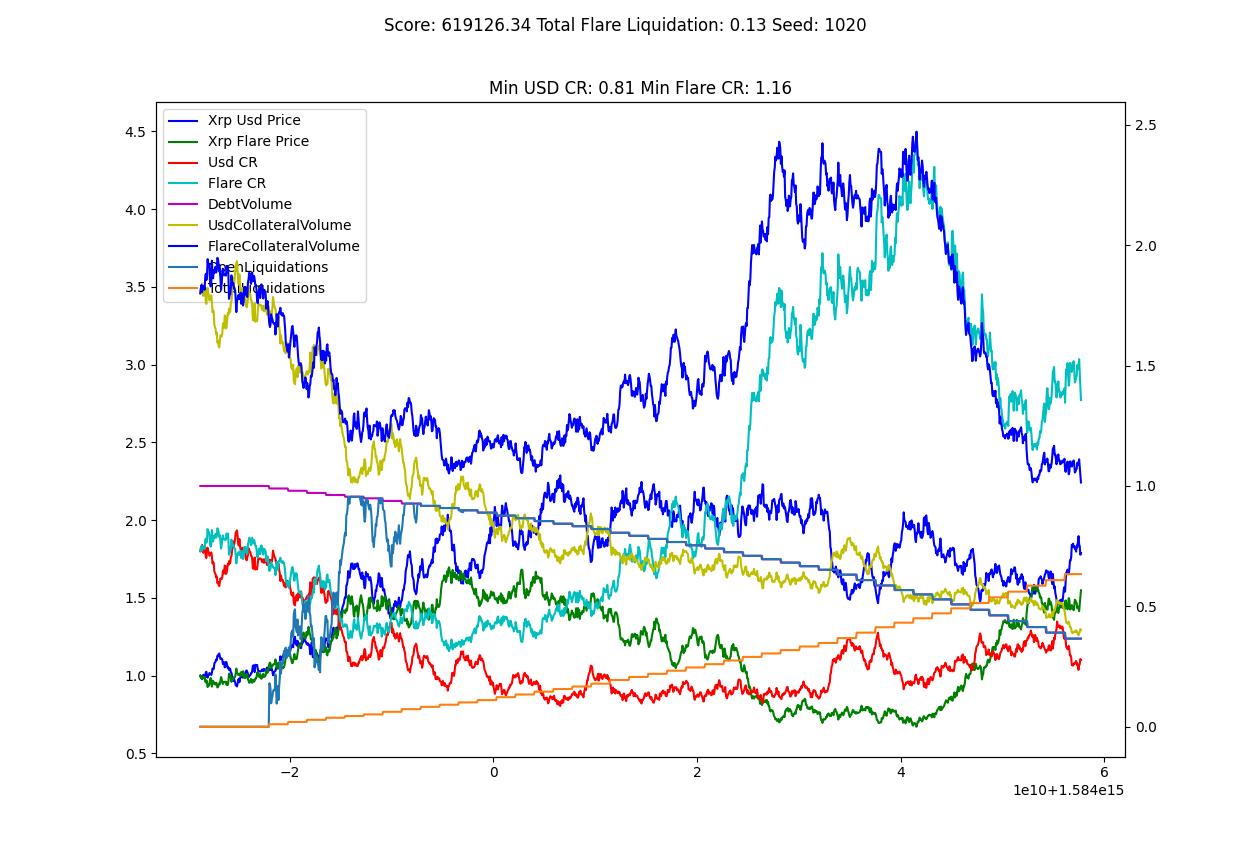 Score: 619126.34 Total Flare Liquidation: 0.13 Seed: 1020
Min USD CR: 0.81 Min Flare CR: 1.16
Xrp Usd Price
Xrp Flare Price
Usd CR
Flare CR
DebtVolume
UsdCollateralVolume
FlareCollateralVolume
OpenLiquidations
TotalLiquidations
4.5
4.0
3.5
3.0
2.5
2.0
1.5
1.0
0.5
2.5
2.0
1.5
1.0
0.5
0.0
−2
0
2
4
6
1e10+1.584e15